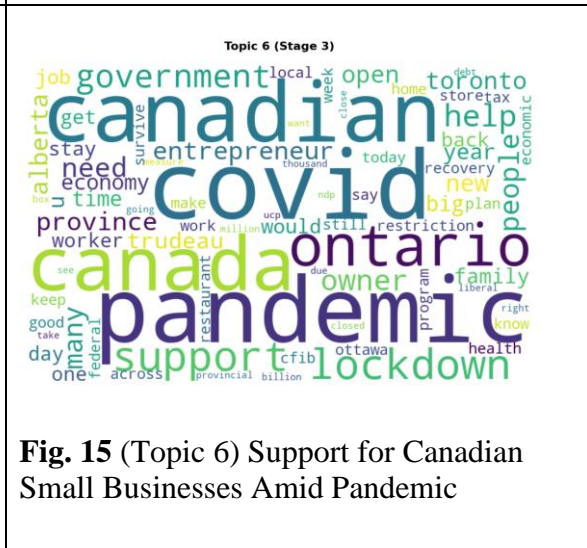 Topic 6 (Stage 3)
job government local week open debt toronto
canadian close home store tax
alberta get survive want help economic
stay entrepreneur today back year people
need measure thousand recovery
economy covid ndp say new
box u time going make big plan
province work ucp would still restriction
worker trudeau million ontario
canada owner family
see restaurant due program liberal
keep pandemic right
good closed know
take many federal ottawa health
day support cfib lockdown
one across provincial billion
Fig. 15 (Topic 6) Support for Canadian
Small Businesses Amid Pandemic